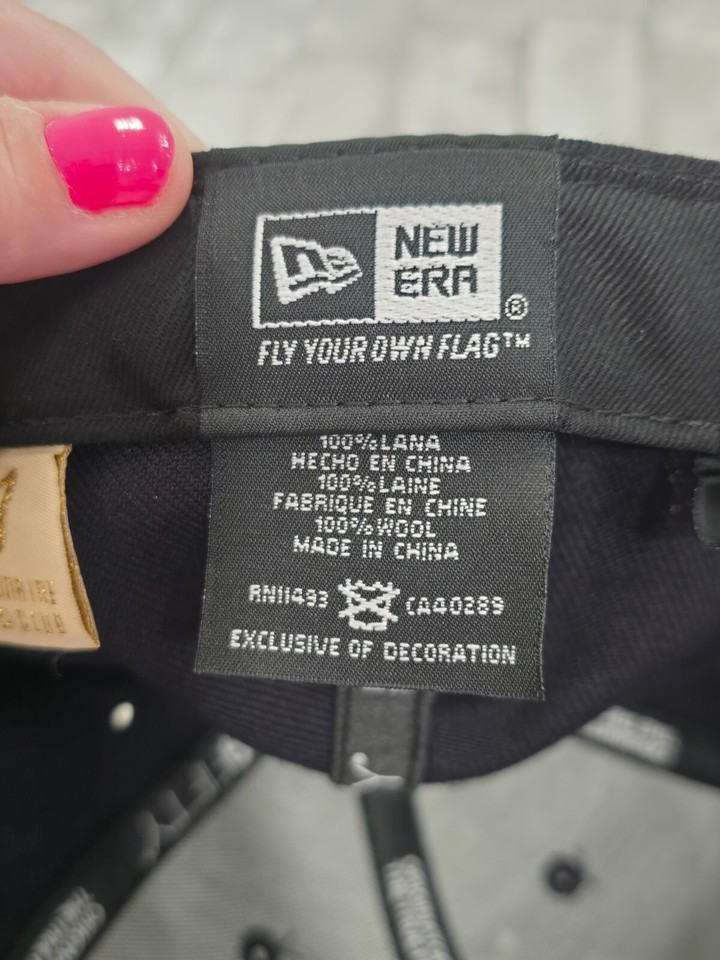 NEW
ERA
®
FLY YOUR OWN FLAG™
100% LANA
HECHO EN CHINA
100% LAINE
FABRIQUE EN CHINE
100% WOOL
MADE IN CHINA
RN11493 CA40289
EXCLUSIVE OF DECORATION